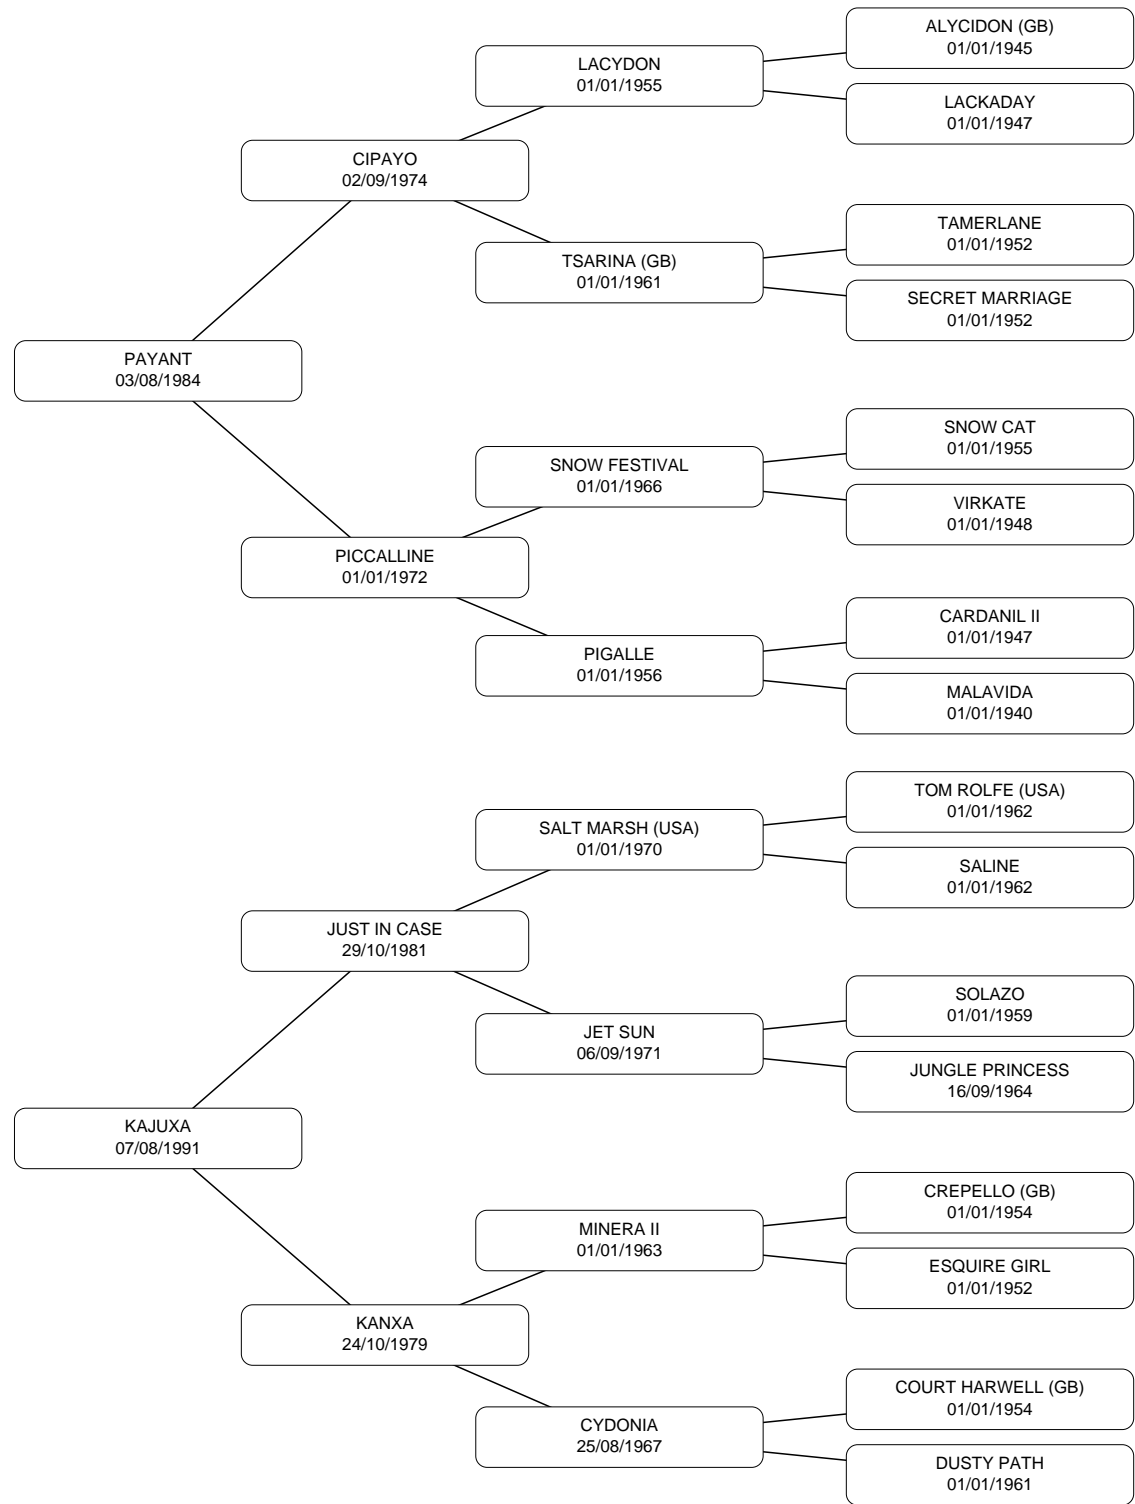 ALYCIDON (GB)
01/01/1945
LACYDON
01/01/1955
LACKADAY
01/01/1947
CIPAYO
02/09/1974
TAMERLANE
01/01/1952
TSARINA (GB)
01/01/1961
SECRET MARRIAGE
01/01/1952
PAYANT
03/08/1984
SNOW CAT
01/01/1955
SNOW FESTIVAL
01/01/1966
VIRKATE
01/01/1948
PICCALLINE
01/01/1972
CARDANIL II
01/01/1947
PIGALLE
01/01/1956
MALAVIDA
01/01/1940
TOM ROLFE (USA)
01/01/1962
SALT MARSH (USA)
01/01/1970
SALINE
01/01/1962
JUST IN CASE
29/10/1981
SOLAZO
01/01/1959
JET SUN
06/09/1971
JUNGLE PRINCESS
16/09/1964
KAJUXA
07/08/1991
CREPELLO (GB)
01/01/1954
MINERA II
01/01/1963
ESQUIRE GIRL
01/01/1952
KANXA
24/10/1979
COURT HARWELL (GB)
01/01/1954
CYDONIA
25/08/1967
DUSTY PATH
01/01/1961